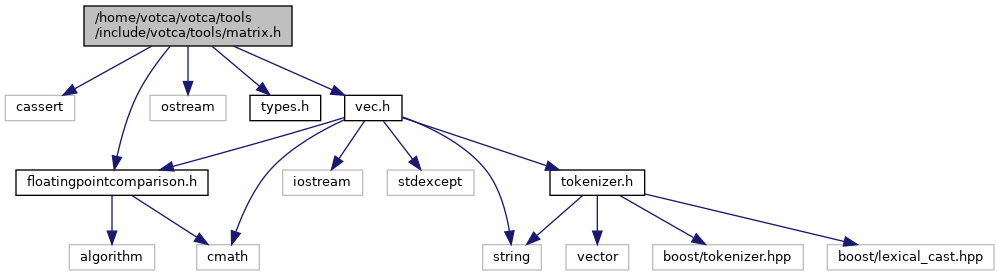 /home/votca/votca/tools
/include/votca/tools/matrix.h
cassert
ostream
types.h
vec.h
floatingpointcomparison.h
iostream
stdexcept
tokenizer.h
algorithm
cmath
string
vector
boost/tokenizer.hpp
boost/lexical_cast.hpp